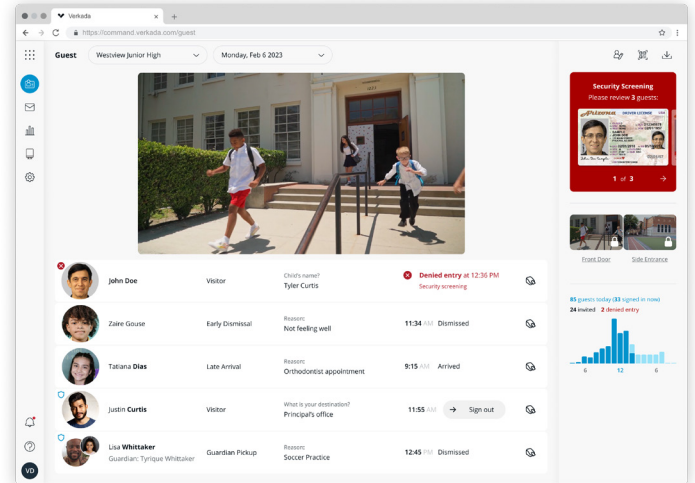 Verkada
https://command.verkada.com/guest
Guest
Westview Junior High
Monday, Feb 6 2023
Security Screening
Please review 3 guests:
Arizona DRIVER LICENSE
1 of 3
Front Door
Side Entrance
John Doe
Visitor
Child's name?
Tyler Curtis
Denied entry at 12:36 PM
Security screening
Zaire Gouse
Early Dismissal
Reason:
Not feeling well
11:34 AM Dismissed
Tatiana Dias
Late Arrival
Reason:
Orthodontist appointment
9:15 AM Arrived
Justin Curtis
Visitor
What is your destination?
Principal's office
11:55 AM
Sign out
Lisa Whittaker
Guardian: Tyrique Whittaker
Guardian Pickup
Reason:
Soccer Practice
12:45 PM Dismissed
85 guests today (33 signed in now)
24 invited 2 denied entry
6 12 6
VD